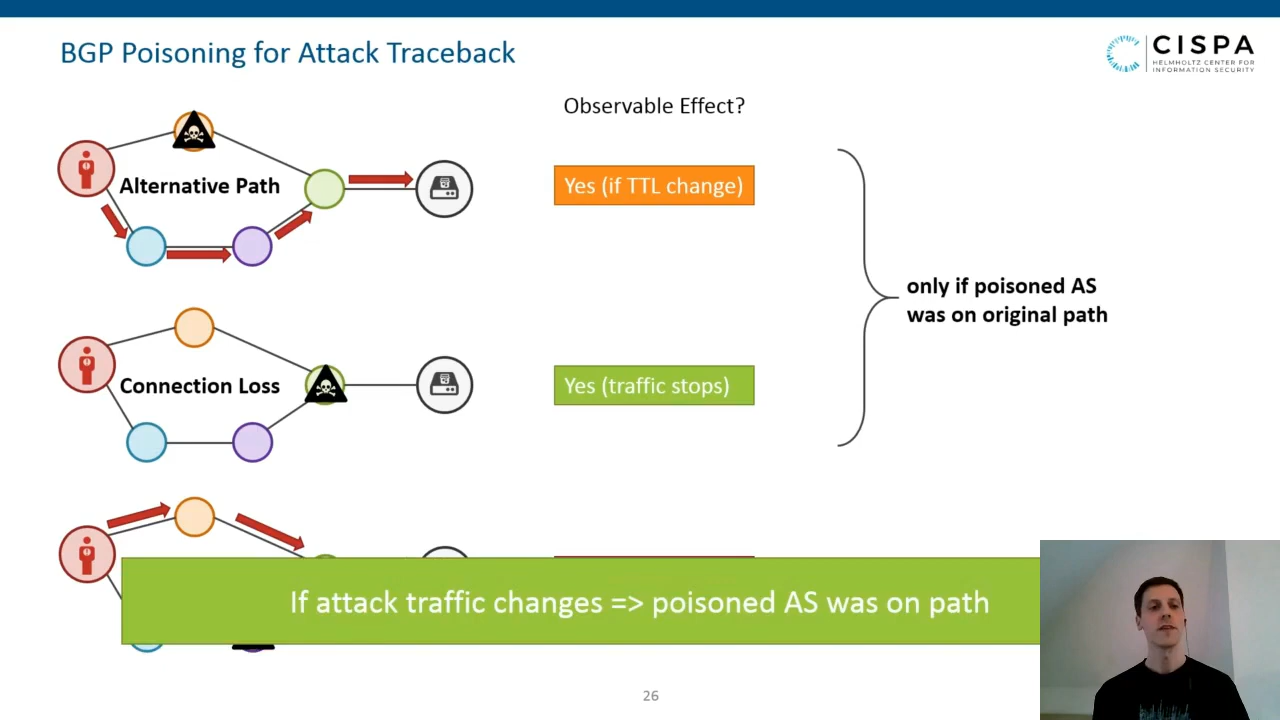 BGP Poisoning for Attack Traceback
CISPA
HELMHOLTZ CENTER FOR
INFORMATION SECURITY
Observable Effect?
Alternative Path
Yes (if TTL change)
only if poisoned AS
was on original path
Connection Loss
Yes (traffic stops)
If attack traffic changes => poisoned AS was on path
26